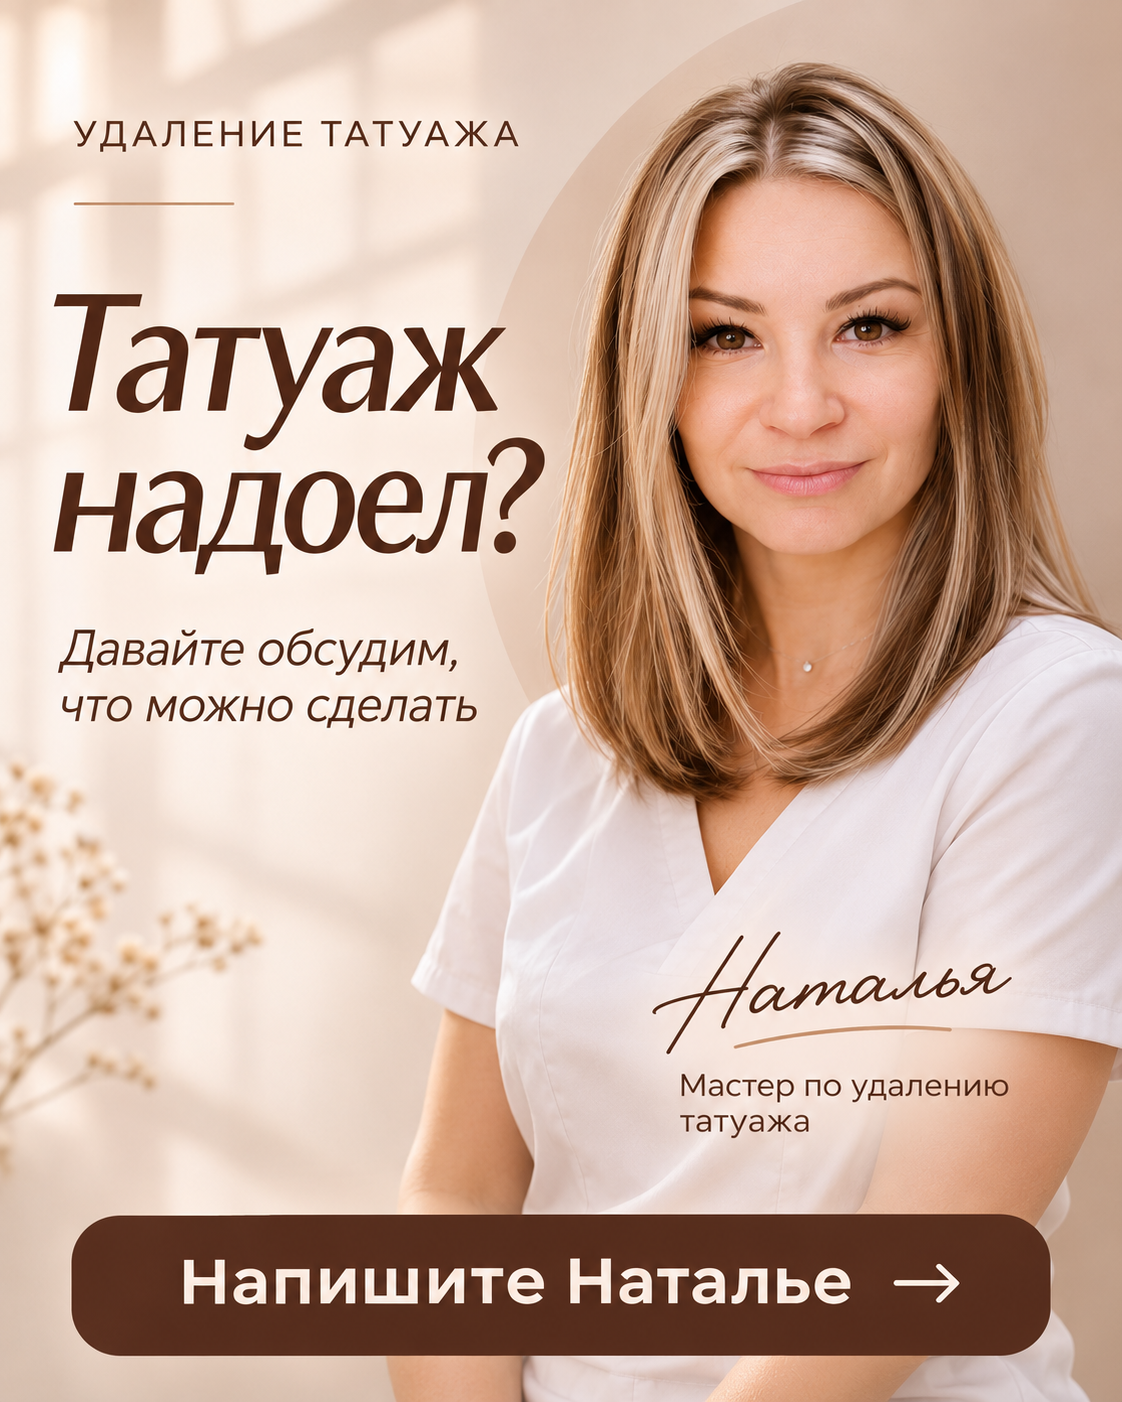 УДАЛЕНИЕ ТАТУАЖА
Татуаж
надоел?
Давайте обсудим,
что можно сделать
Наталья
Мастер по удалению
татуажа
Напишите Наталье →